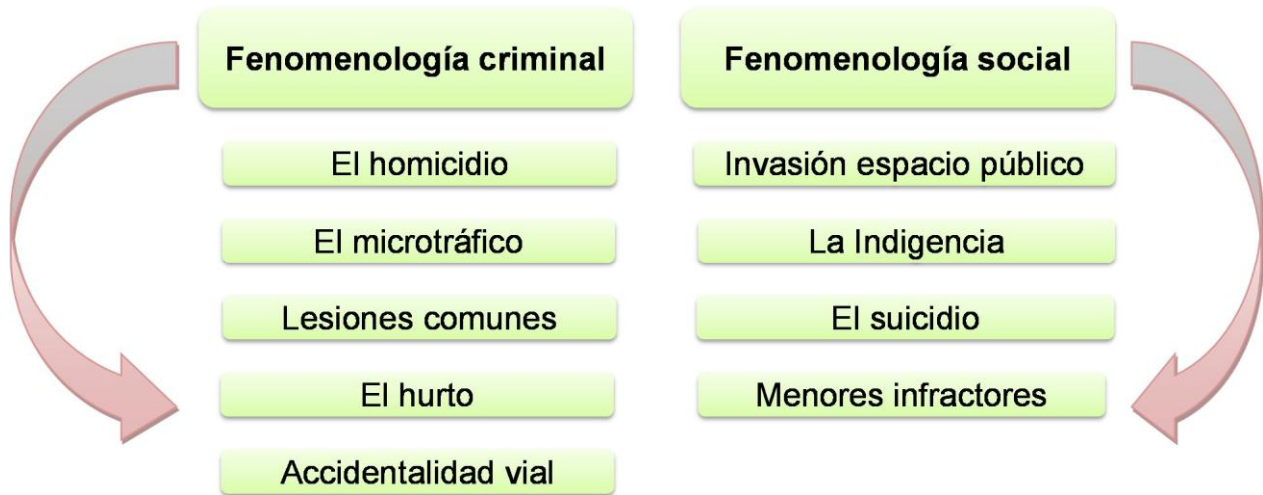 Fenomenología criminal
El homicidio
El microtráfico
Lesiones comunes
El hurto
Accidentalidad vial
Fenomenología social
Invasión espacio público
La Indigencia
El suicidio
Menores infractores